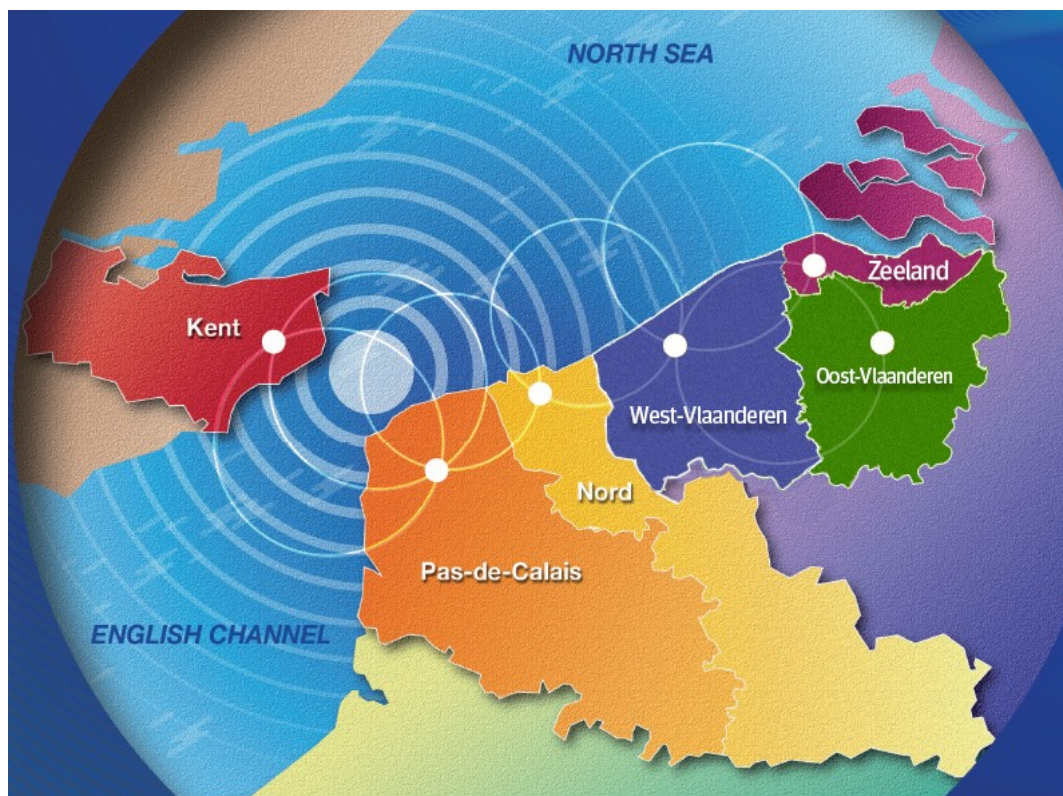 NORTH SEA
Zeeland
Kent
Oost-Vlaanderen
West-Vlaanderen
Nord
Pas-de-Calais
ENGLISH CHANNEL